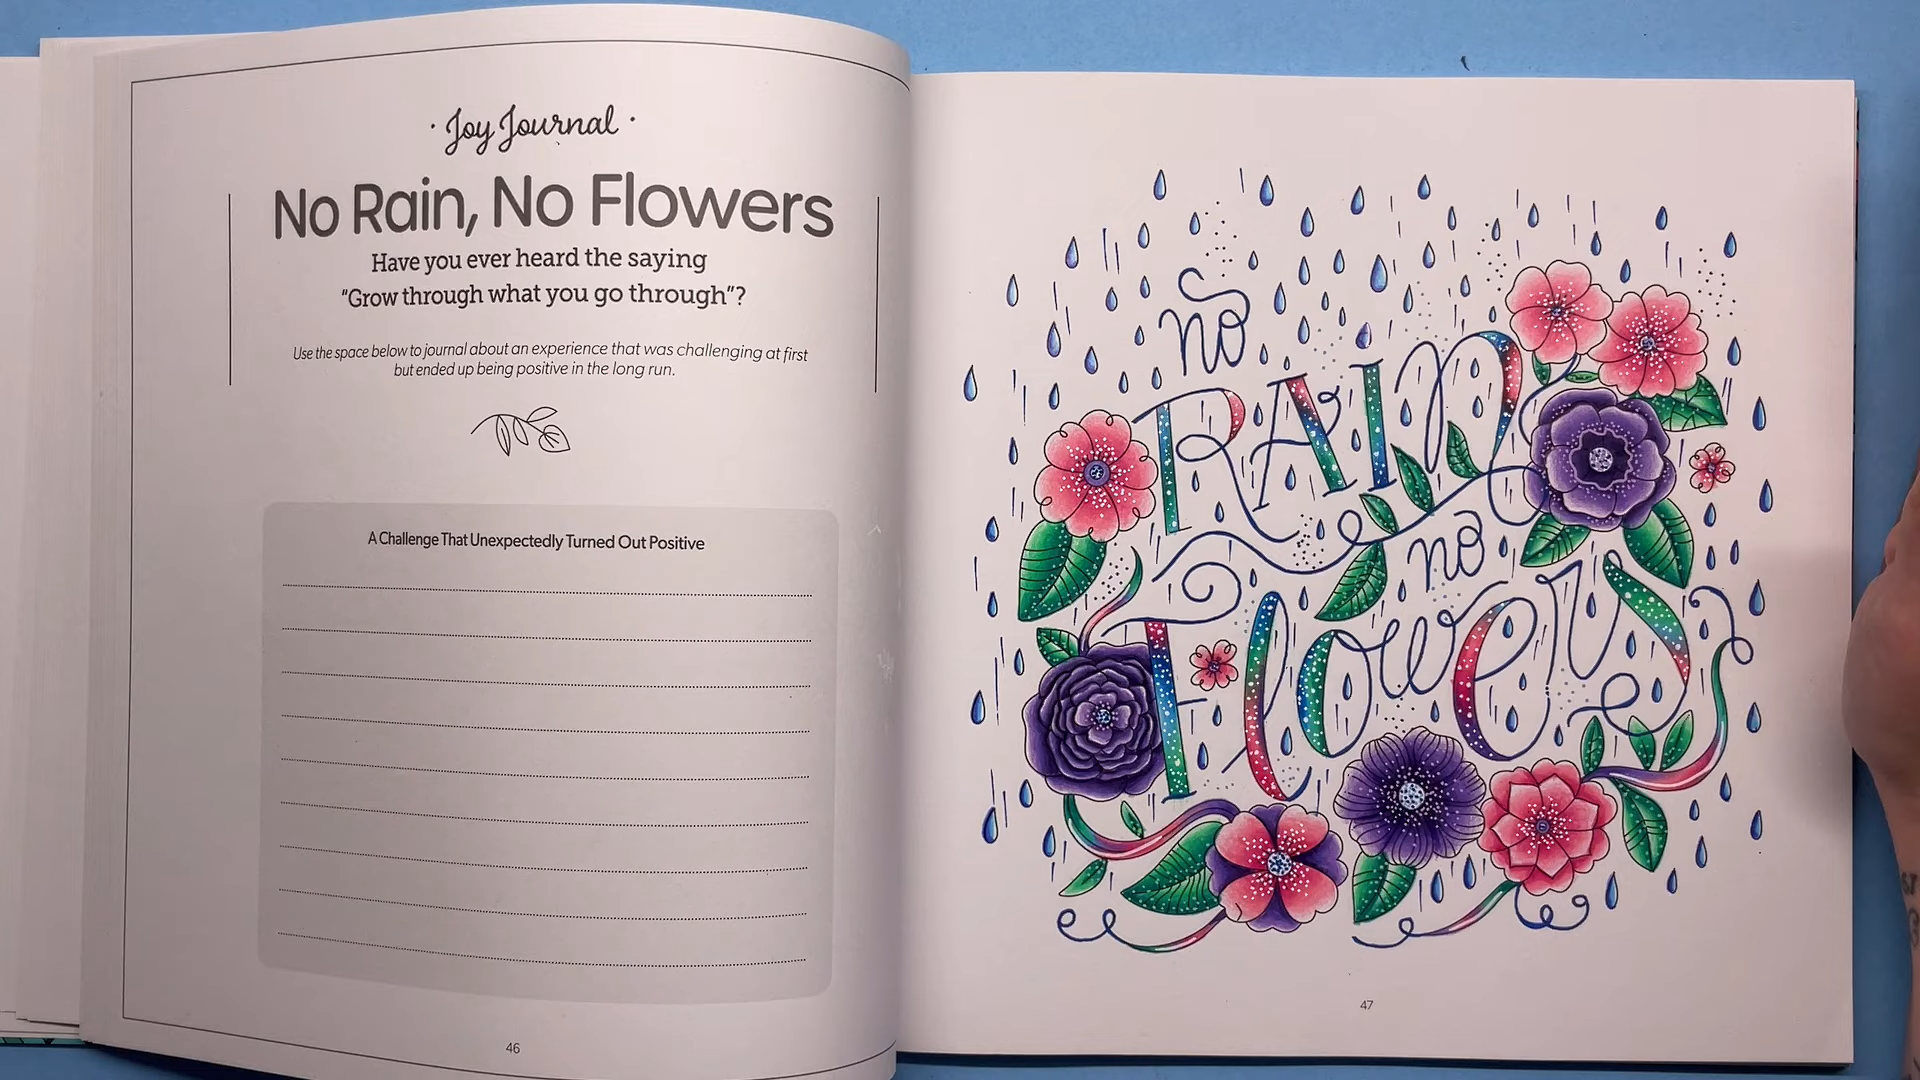 · Joy Journal ·
No Rain, No Flowers
Have you ever heard the saying
“Grow through what you go through”?
Use the space below to journal about an experience that was challenging at first
but ended up being positive in the long run.
A Challenge That Unexpectedly Turned Out Positive
46
no
RAIN
no
Flowers
47